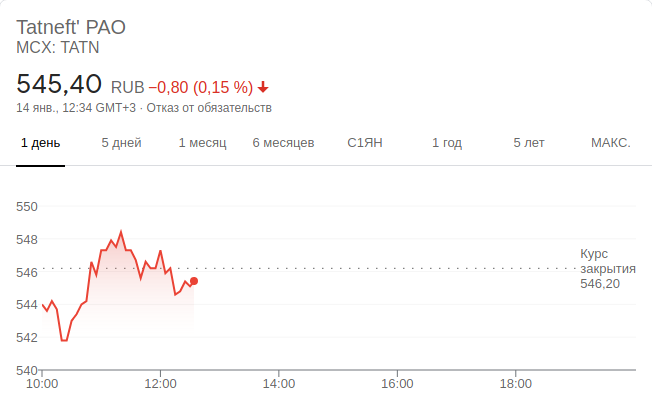 Tatneft' PAO
MCX: TATN
545,40 RUB −0,80 (0,15 %)
14 янв., 12:34 GMT+3 · Отказ от обязательств
1 день 5 дней 1 месяц 6 месяцев С1ЯН 1 год 5 лет МАКС.
550
548
546
544
542
540
Курс
закрытия
546,20
10:00 12:00 14:00 16:00 18:00